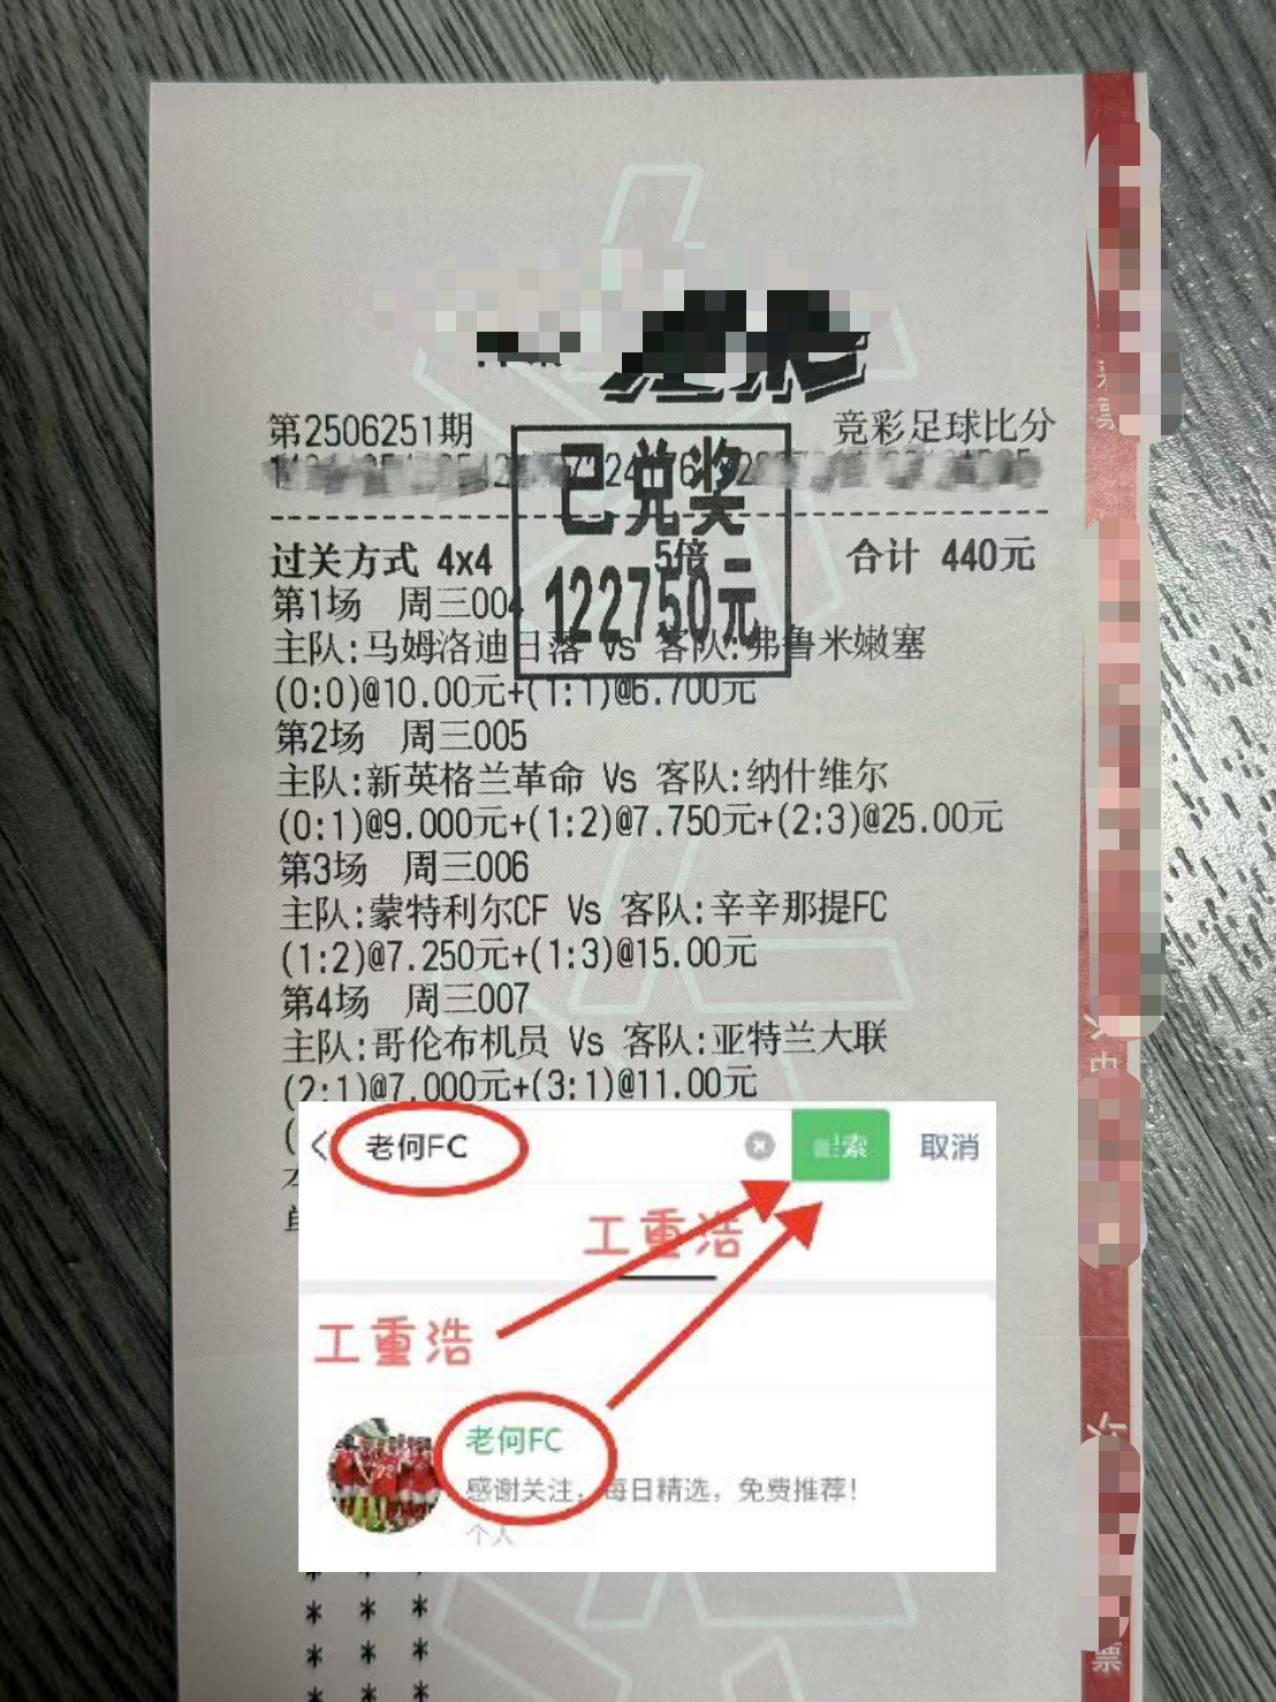 第2506251期
竞彩足球比分
已兑奖
122750元
过关方式 4x4
5倍
合计 440元
第1场 周三004
主队:马姆洛迪日落 Vs 客队:弗鲁米嫩塞
(0:0)@10.00元+(1:1)@6.700元
第2场 周三005
主队:新英格兰革命 Vs 客队:纳什维尔
(0:1)@9.000元+(1:2)@7.750元+(2:3)@25.00元
第3场 周三006
主队:蒙特利尔CF Vs 客队:辛辛那提FC
(1:2)@7.250元+(1:3)@15.00元
第4场 周三007
主队:哥伦布机员 Vs 客队:亚特兰大联
(2:1)@7.000元+(3:1)@11.00元
老何FC
索
取消
工重浩
工重浩
老何FC
感谢关注，每日精选，免费推荐！
个人
* * *
* * *
* * *
票